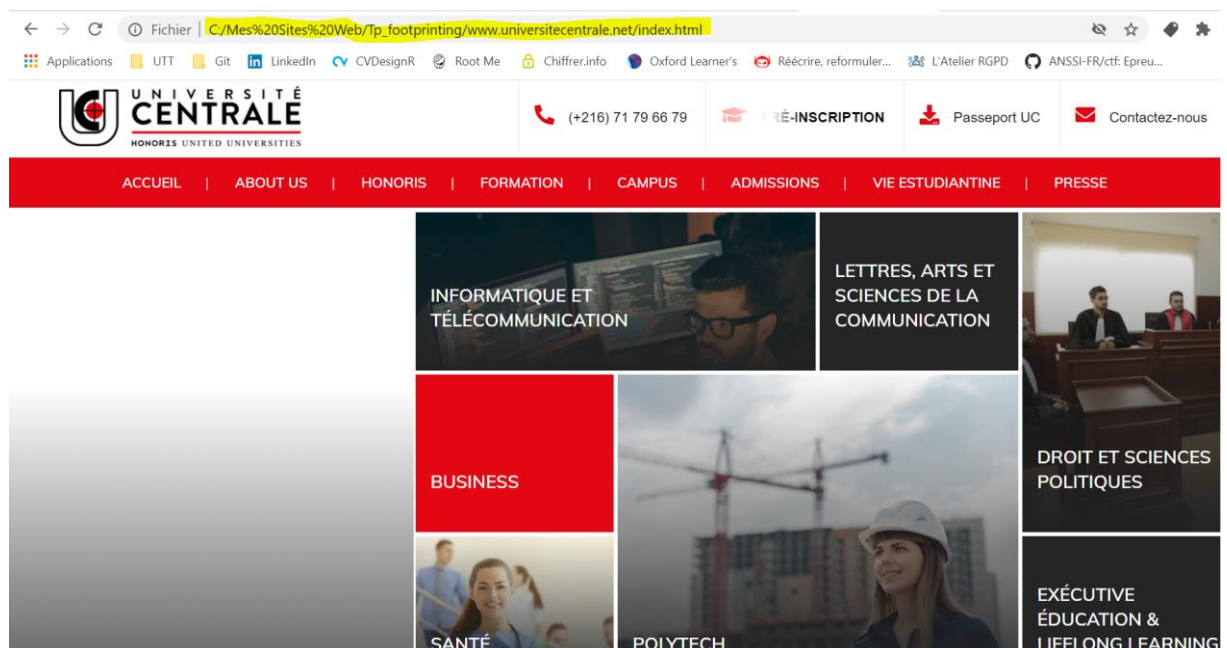 Fichier | C:/Mes%20Sites%20Web/Tp_footprinting/www.universitecentrale.net/index.html
Applications UTT Git LinkedIn CVDesignR Root Me Chiffrer.info Oxford Learner's Réécrire, reformuler... L'Atelier RGPD ANSSI-FR/ctf: Epreu...
UNIVERSITÉ
CENTRALE
HONORIS UNITED UNIVERSITIES
(+216) 71 79 66 79
PRÉ-INSCRIPTION
Passeport UC
Contactez-nous
ACCUEIL | ABOUT US | HONORIS | FORMATION | CAMPUS | ADMISSIONS | VIE ESTUDIANTINE | PRESSE
INFORMATIQUE ET
TÉLÉCOMMUNICATION
LETTRES, ARTS ET
SCIENCES DE LA
COMMUNICATION
DROIT ET SCIENCES
POLITIQUES
BUSINESS
SANTÉ
POLYTECH
EXÉCUTIVE
ÉDUCATION &
LIFELONG LEARNING